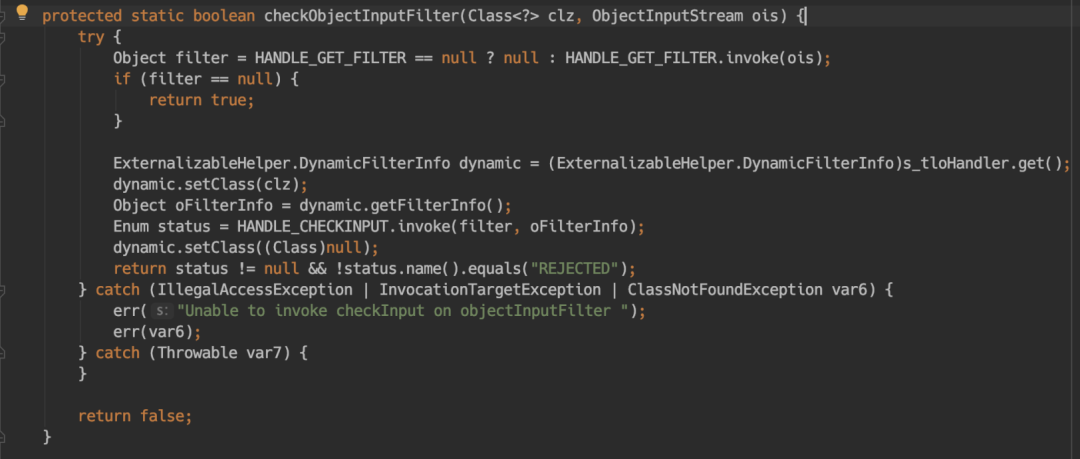 protected static boolean checkObjectInputFilter(Class<?> clz, ObjectInputStream ois) {
    try {
        Object filter = HANDLE_GET_FILTER == null ? null : HANDLE_GET_FILTER.invoke(ois);
        if (filter == null) {
            return true;
        }

        ExternalizableHelper.DynamicFilterInfo dynamic = (ExternalizableHelper.DynamicFilterInfo)s_tloHandler.get();
        dynamic.setClass(clz);
        Object oFilterInfo = dynamic.getFilterInfo();
        Enum status = HANDLE_CHECKINPUT.invoke(filter, oFilterInfo);
        dynamic.setClass((Class)null);
        return status != null && !status.name().equals("REJECTED");
    } catch (IllegalAccessException | InvocationTargetException | ClassNotFoundException var6) {
        err( s: "Unable to invoke checkInput on objectInputFilter ");
        err(var6);
    } catch (Throwable var7) {
    }

    return false;
}